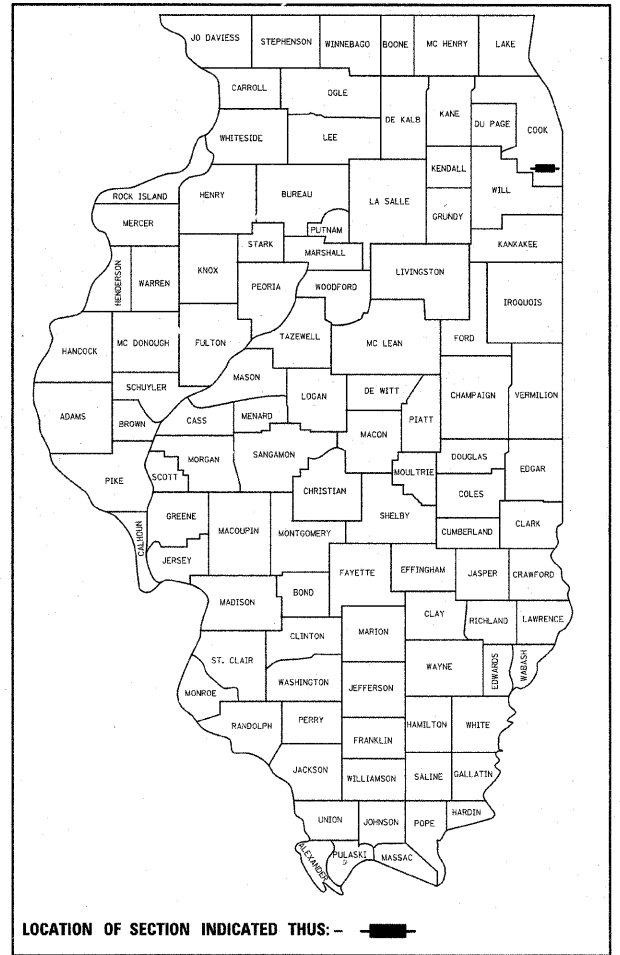 JO DAVIESS
STEPHENSON
WINNEBAGO
BOONE
MC HENRY
LAKE
CARROLL
OGLE
DE KALB
KANE
DU PAGE
COOK
WHITESIDE
LEE
KENDALL
WILL
ROCK ISLAND
HENRY
BUREAU
LA SALLE
GRUNDY
MERCER
PUTNAM
KANKAKEE
STARK
MARSHALL
HENDERSON
WARREN
KNOX
PEORIA
WOODFORD
LIVINGSTON
IROQUOIS
HANCOCK
MC DONOUGH
FULTON
TAZEWELL
MC LEAN
FORD
MASON
SCHUYLER
LOGAN
DE WITT
CHAMPAIGN
VERMILION
ADAMS
BROWN
CASS
MENARD
MACON
PIATT
PIKE
SCOTT
MORGAN
SANGAMON
CHRISTIAN
MOULTRIE
DOUGLAS
EDGAR
COLES
CALHOUN
GREENE
MACOUPIN
MONTGOMERY
SHELBY
CUMBERLAND
CLARK
JERSEY
MADISON
BOND
FAYETTE
EFFINGHAM
JASPER
CRAWFORD
CLINTON
MARION
CLAY
RICHLAND
LAWRENCE
ST. CLAIR
WASHINGTON
JEFFERSON
WAYNE
EDWARDS
WABASH
MONROE
RANDOLPH
PERRY
FRANKLIN
HAMILTON
WHITE
JACKSON
WILLIAMSON
SALINE
GALLATIN
UNION
JOHNSON
POPE
HARDIN
ALEXANDER
PULASKI
MASSAC
LOCATION OF SECTION INDICATED THUS: -